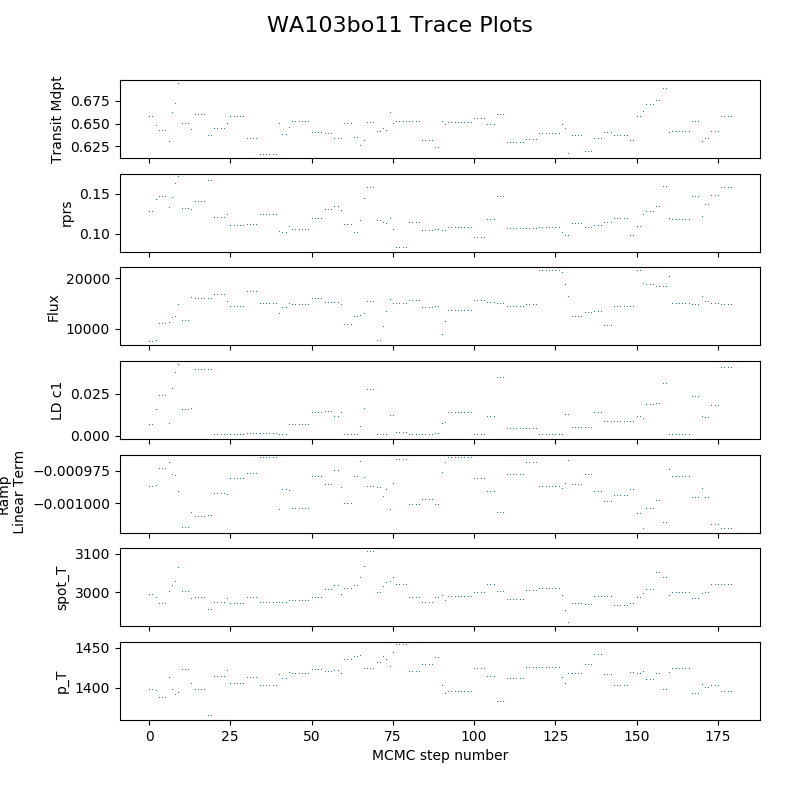 WA103bo11 Trace Plots
Transit Mdpt
0.675
0.650
0.625
rprs
0.15
0.10
Flux
20000
10000
LD c1
0.025
0.000
Ramp
Linear Term
−0.000975
−0.001000
spot_T
3100
3000
p_T
1450
1400
0 25 50 75 100 125 150 175
MCMC step number